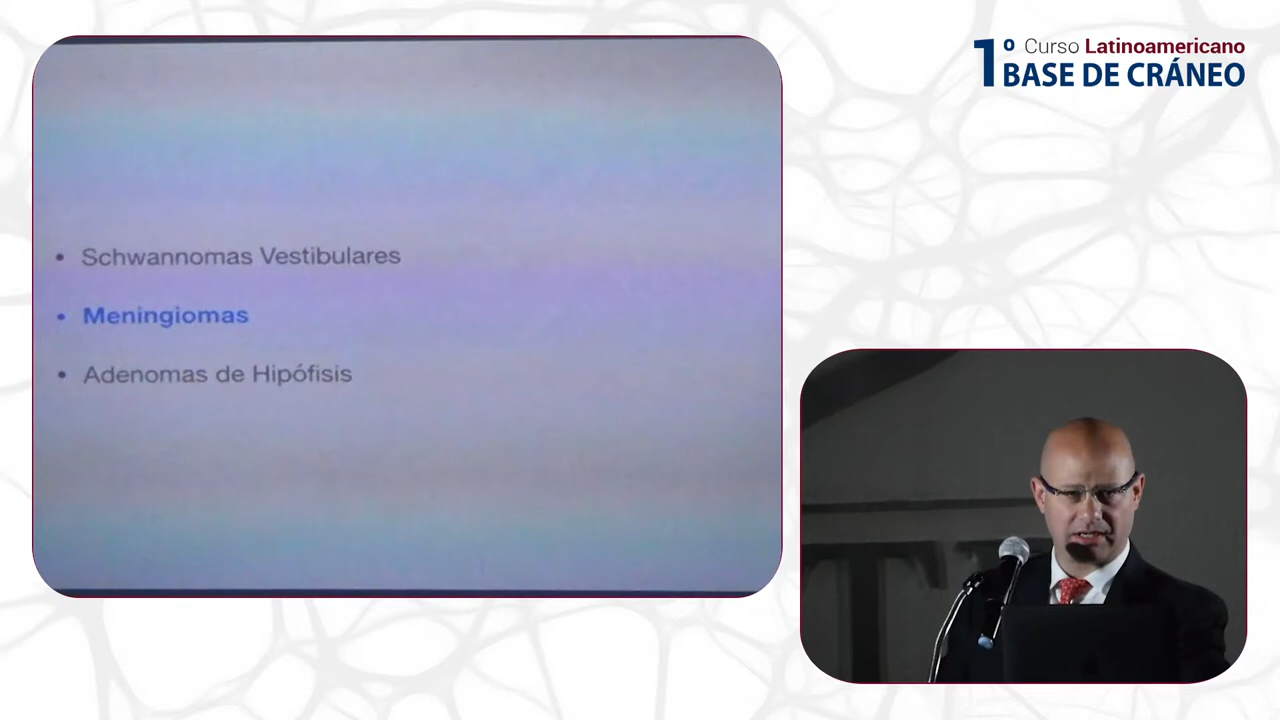 1º Curso Latinoamericano
BASE DE CRÁNEO
• Schwannomas Vestibulares
• Meningiomas
• Adenomas de Hipófisis